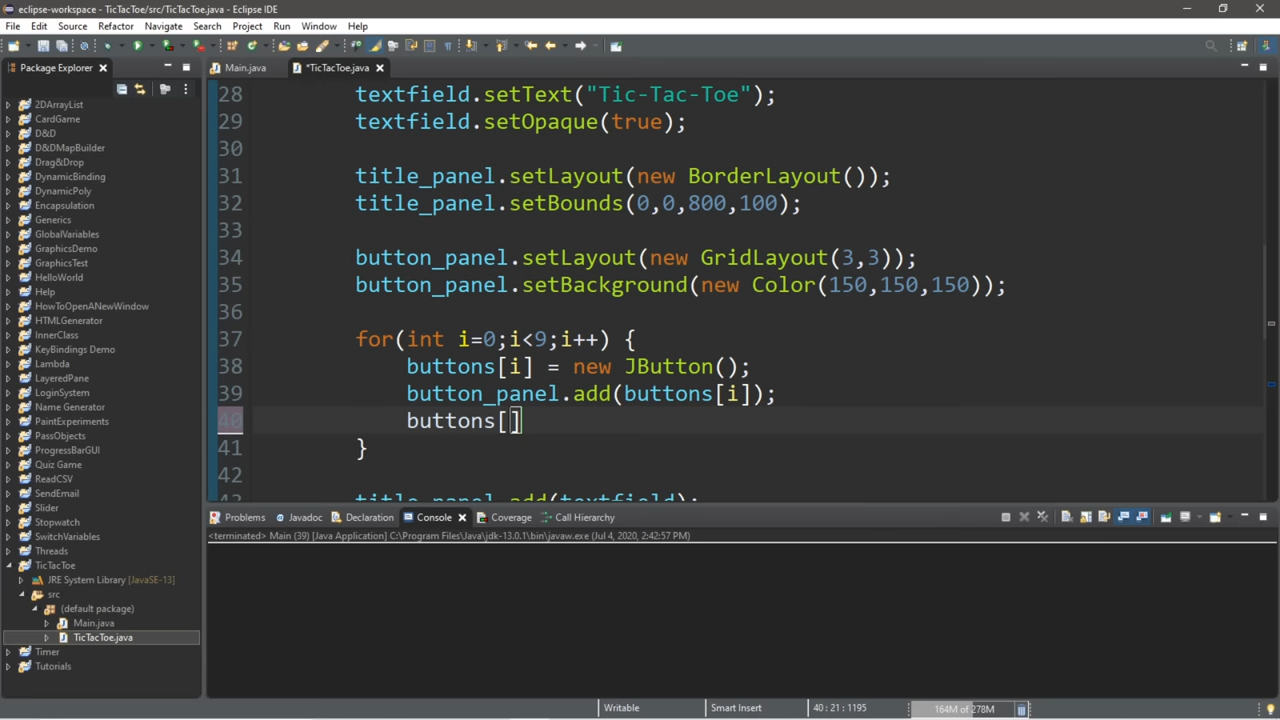 eclipse-workspace - TicTacToe/src/TicTacToe.java - Eclipse IDE
File Edit Source Refactor Navigate Search Project Run Window Help
Package Explorer
Main.java *TicTacToe.java
2DArrayList
CardGame
D&D
D&DMapBuilder
Drag&Drop
DynamicBinding
DynamicPoly
Encapsulation
Generics
GlobalVariables
GraphicsDemo
GraphicsTest
HelloWorld
Help
HowToOpenANewWindow
HTMLGenerator
InnerClass
KeyBindings Demo
Lambda
LayeredPane
LoginSystem
Name Generator
PaintExperiments
PassObjects
ProgressBarGUI
Quiz Game
ReadCSV
SendEmail
Slider
Stopwatch
SwitchVariables
Threads
TicTacToe
JRE System Library [JavaSE-13]
src
(default package)
Main.java
TicTacToe.java
Timer
Tutorials
28 textfield.setText("Tic-Tac-Toe");
29 textfield.setOpaque(true);
30
31 title_panel.setLayout(new BorderLayout());
32 title_panel.setBounds(0,0,800,100);
33
34 button_panel.setLayout(new GridLayout(3,3));
35 button_panel.setBackground(new Color(150,150,150));
36
37 for(int i=0;i<9;i++) {
38 buttons[i] = new JButton();
39 button_panel.add(buttons[i]);
40 buttons[]
41 }
42
43 title_panel.add(textfield);
Problems Javadoc Declaration Console Coverage Call Hierarchy
<terminated> Main (39) [Java Application] C:\Program Files\Java\jdk-13.0.1\bin\javaw.exe (Jul 4, 2020, 2:42:57 PM)
Writable Smart Insert 40 : 21 : 1195 164M of 278M